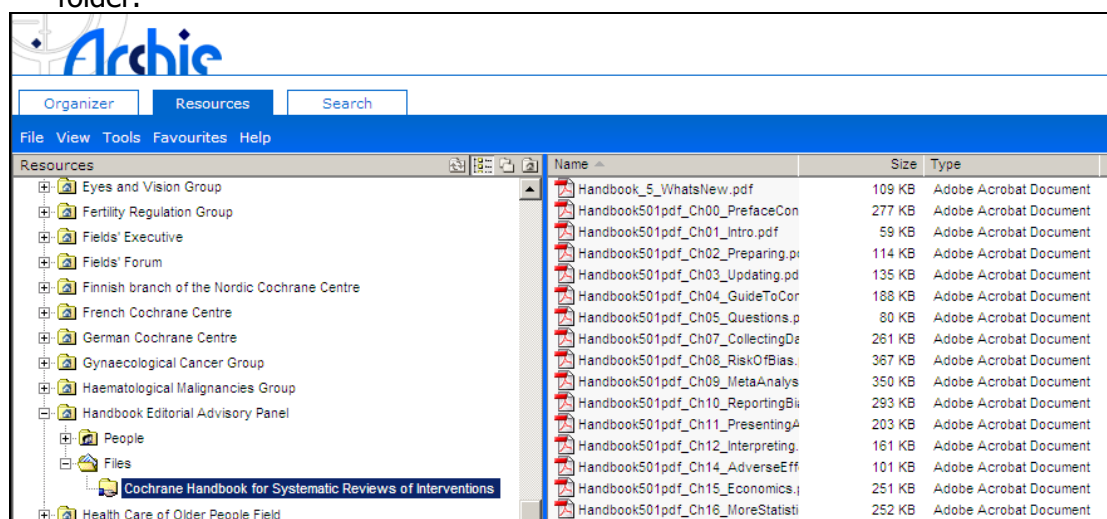 folder.
Archie
Organizer Resources Search
File View Tools Favourites Help
Resources
Eyes and Vision Group
Fertility Regulation Group
Fields' Executive
Fields' Forum
Finnish branch of the Nordic Cochrane Centre
French Cochrane Centre
German Cochrane Centre
Gynaecological Cancer Group
Haematological Malignancies Group
Handbook Editorial Advisory Panel
People
Files
Cochrane Handbook for Systematic Reviews of Interventions
Health Care of Older People Field
Name Size Type
Handbook_5_WhatsNew.pdf 109 KB Adobe Acrobat Document
Handbook501pdf_Ch00_PrefaceCon 277 KB Adobe Acrobat Document
Handbook501pdf_Ch01_Intro.pdf 59 KB Adobe Acrobat Document
Handbook501pdf_Ch02_Preparing.p 114 KB Adobe Acrobat Document
Handbook501pdf_Ch03_Updating.pd 135 KB Adobe Acrobat Document
Handbook501pdf_Ch04_GuideToCor 188 KB Adobe Acrobat Document
Handbook501pdf_Ch05_Questions.p 80 KB Adobe Acrobat Document
Handbook501pdf_Ch07_CollectingDa 261 KB Adobe Acrobat Document
Handbook501pdf_Ch08_RiskOfBias. 367 KB Adobe Acrobat Document
Handbook501pdf_Ch09_MetaAnalys 350 KB Adobe Acrobat Document
Handbook501pdf_Ch10_ReportingBi 293 KB Adobe Acrobat Document
Handbook501pdf_Ch11_PresentingA 203 KB Adobe Acrobat Document
Handbook501pdf_Ch12_Interpreting. 161 KB Adobe Acrobat Document
Handbook501pdf_Ch14_AdverseEff 101 KB Adobe Acrobat Document
Handbook501pdf_Ch15_Economics. 251 KB Adobe Acrobat Document
Handbook501pdf_Ch16_MoreStatisti 252 KB Adobe Acrobat Document